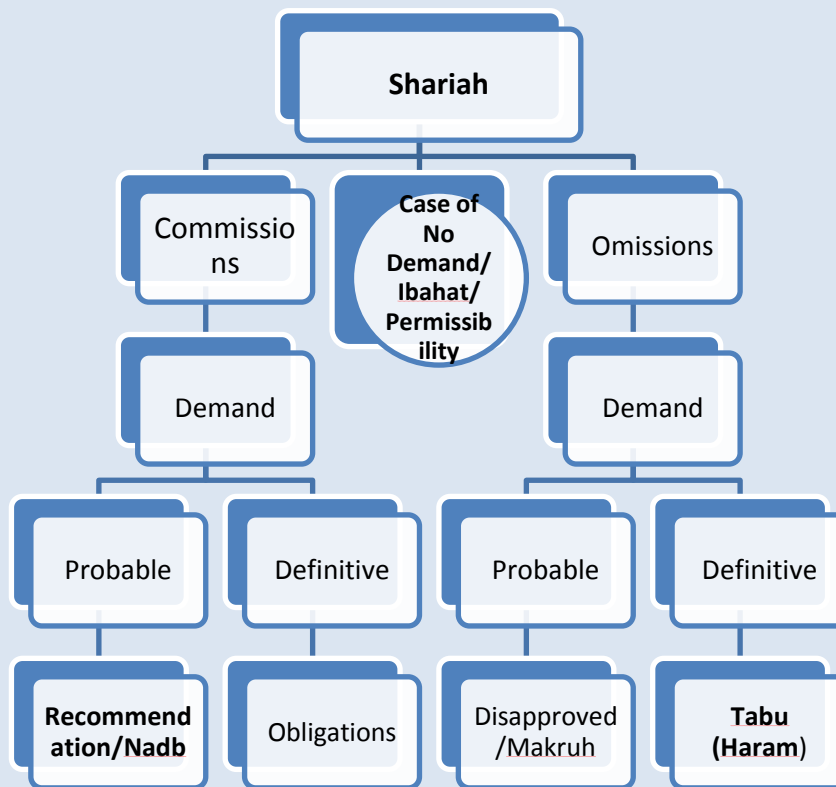 Shariah
Commissio
ns
Case of
No
Demand/
Ibahat/
Permissib
ility
Omissions
Demand
Demand
Probable
Definitive
Probable
Definitive
Recommend
ation/Nadb
Obligations
Disapproved
/Makruh
Tabu
(Haram)